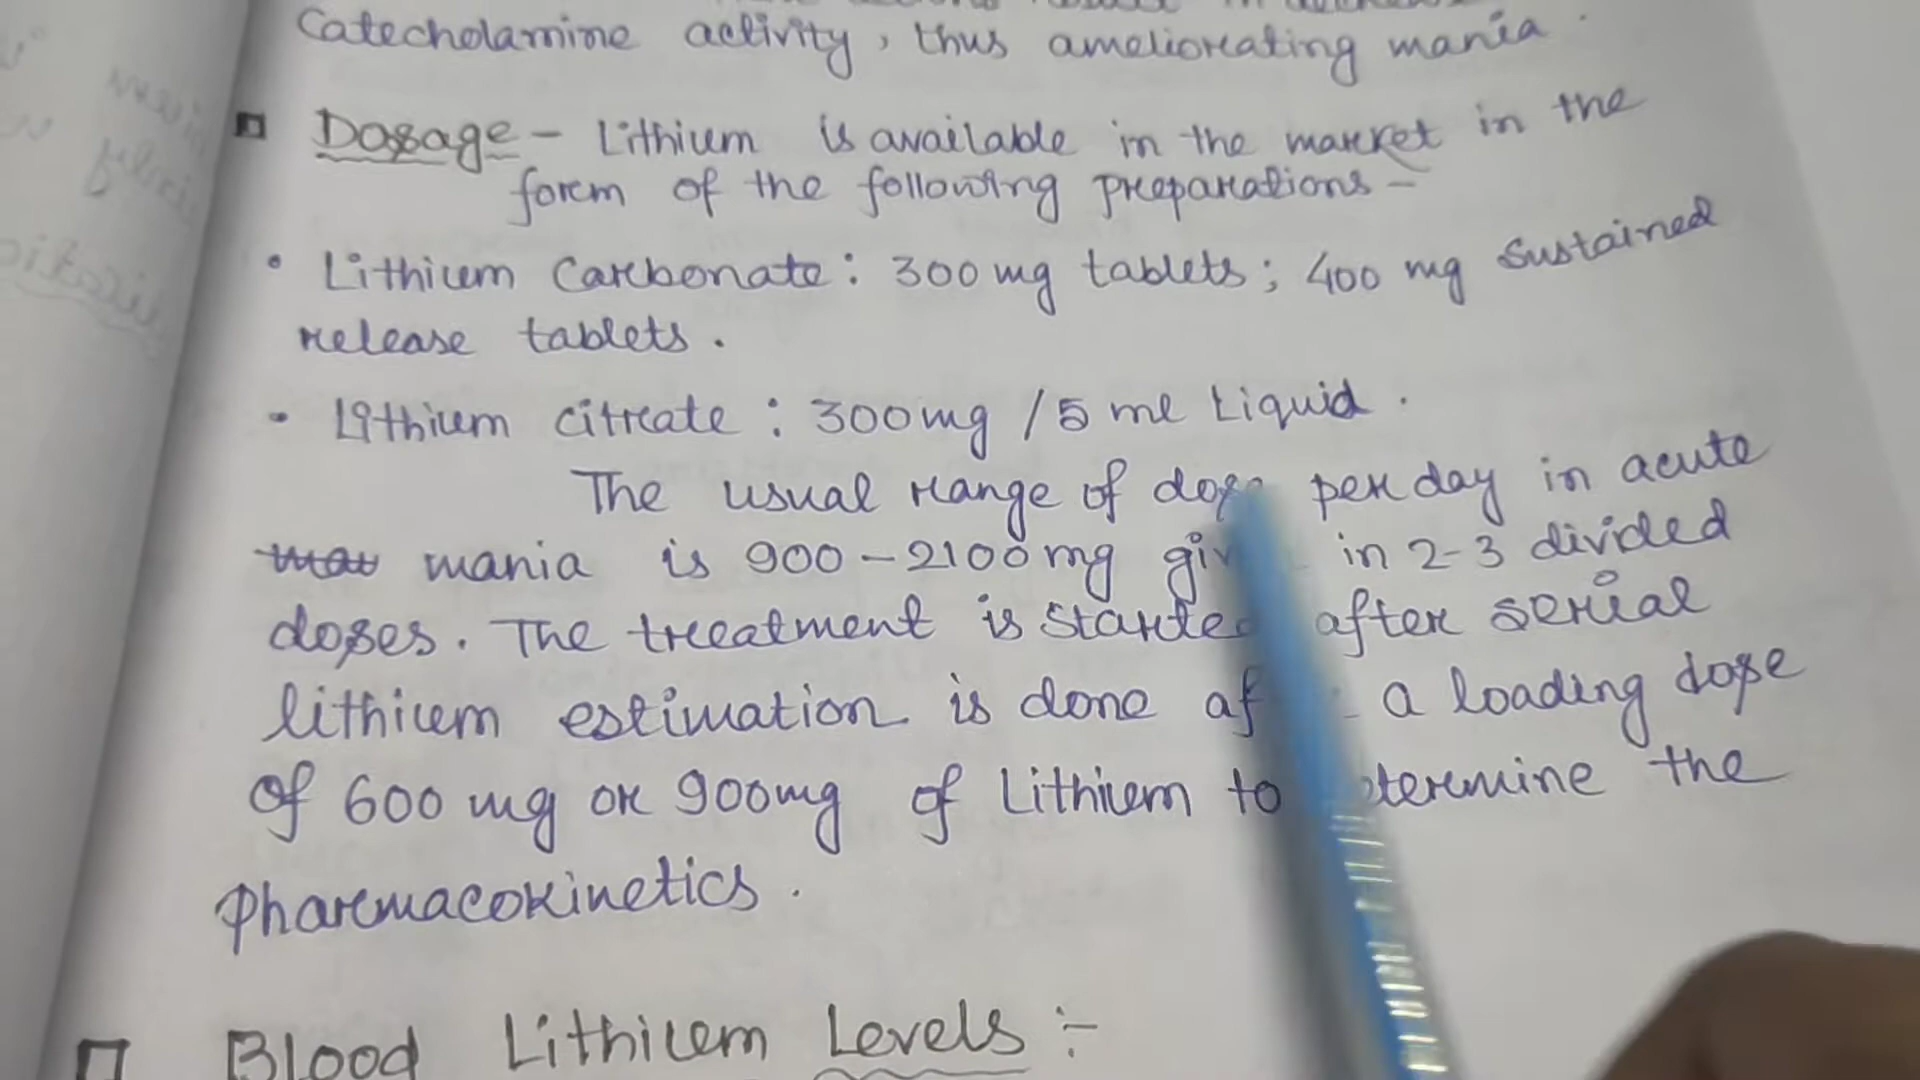 Catecholamine activity, thus ameliorating mania.
Dosage - Lithium is available in the market in the
form of the following preparations -
• Lithium Carbonate: 300 mg tablets; 400 mg sustained
release tablets.
• Lithium citrate: 300mg /5 ml Liquid.
The usual range of dose per day in acute
mania is 900-2100 mg in 2-3 divided
doses. The treatment is started after serial
lithium estimation is done a loading dose
of 600 mg or 900mg of Lithium to the
Pharmacokinetics.
Blood Lithium Levels :-